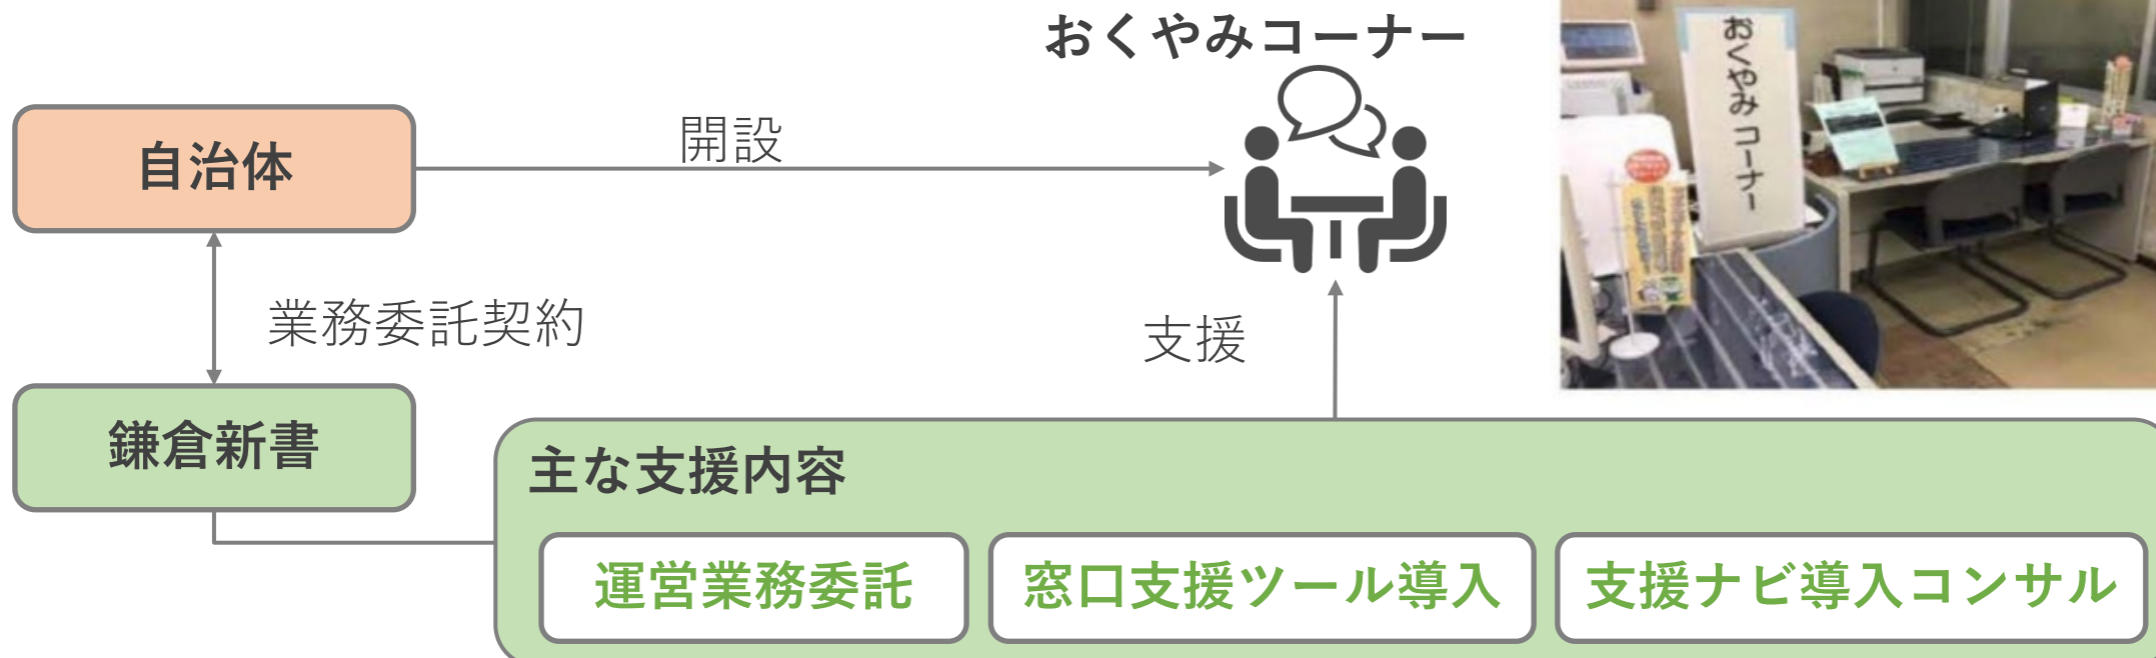 おくやみコーナー
おくやみ コーナー
自治体
開設
業務委託契約
支援
鎌倉新書
主な支援内容
運営業務委託
窓口支援ツール導入
支援ナビ導入コンサル